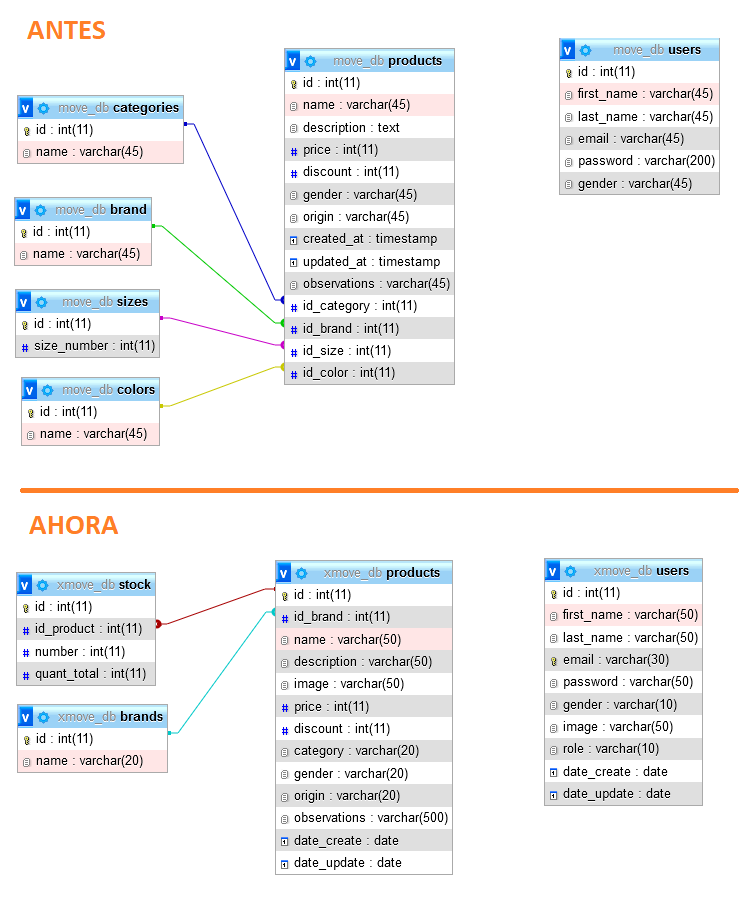 ANTES
v move_db categories
id : int(11)
name : varchar(45)
v move_db brand
id : int(11)
name : varchar(45)
v move_db sizes
id : int(11)
# size_number : int(11)
v move_db colors
id : int(11)
name : varchar(45)
v move_db products
id : int(11)
name : varchar(45)
description : text
# price : int(11)
# discount : int(11)
gender : varchar(45)
origin : varchar(45)
created_at : timestamp
updated_at : timestamp
observations : varchar(45)
# id_category : int(11)
# id_brand : int(11)
# id_size : int(11)
# id_color : int(11)
v move_db users
id : int(11)
first_name : varchar(45)
last_name : varchar(45)
email : varchar(45)
password : varchar(200)
gender : varchar(45)
AHORA
v xmove_db stock
id : int(11)
# id_product : int(11)
# number : int(11)
# quant_total : int(11)
v xmove_db brands
id : int(11)
name : varchar(20)
v xmove_db products
id : int(11)
# id_brand : int(11)
name : varchar(50)
description : varchar(50)
image : varchar(50)
# price : int(11)
# discount : int(11)
category : varchar(20)
gender : varchar(20)
origin : varchar(20)
observations : varchar(500)
date_create : date
date_update : date
v xmove_db users
id : int(11)
first_name : varchar(50)
last_name : varchar(50)
email : varchar(30)
password : varchar(50)
gender : varchar(10)
image : varchar(50)
role : varchar(10)
date_create : date
date_update : date